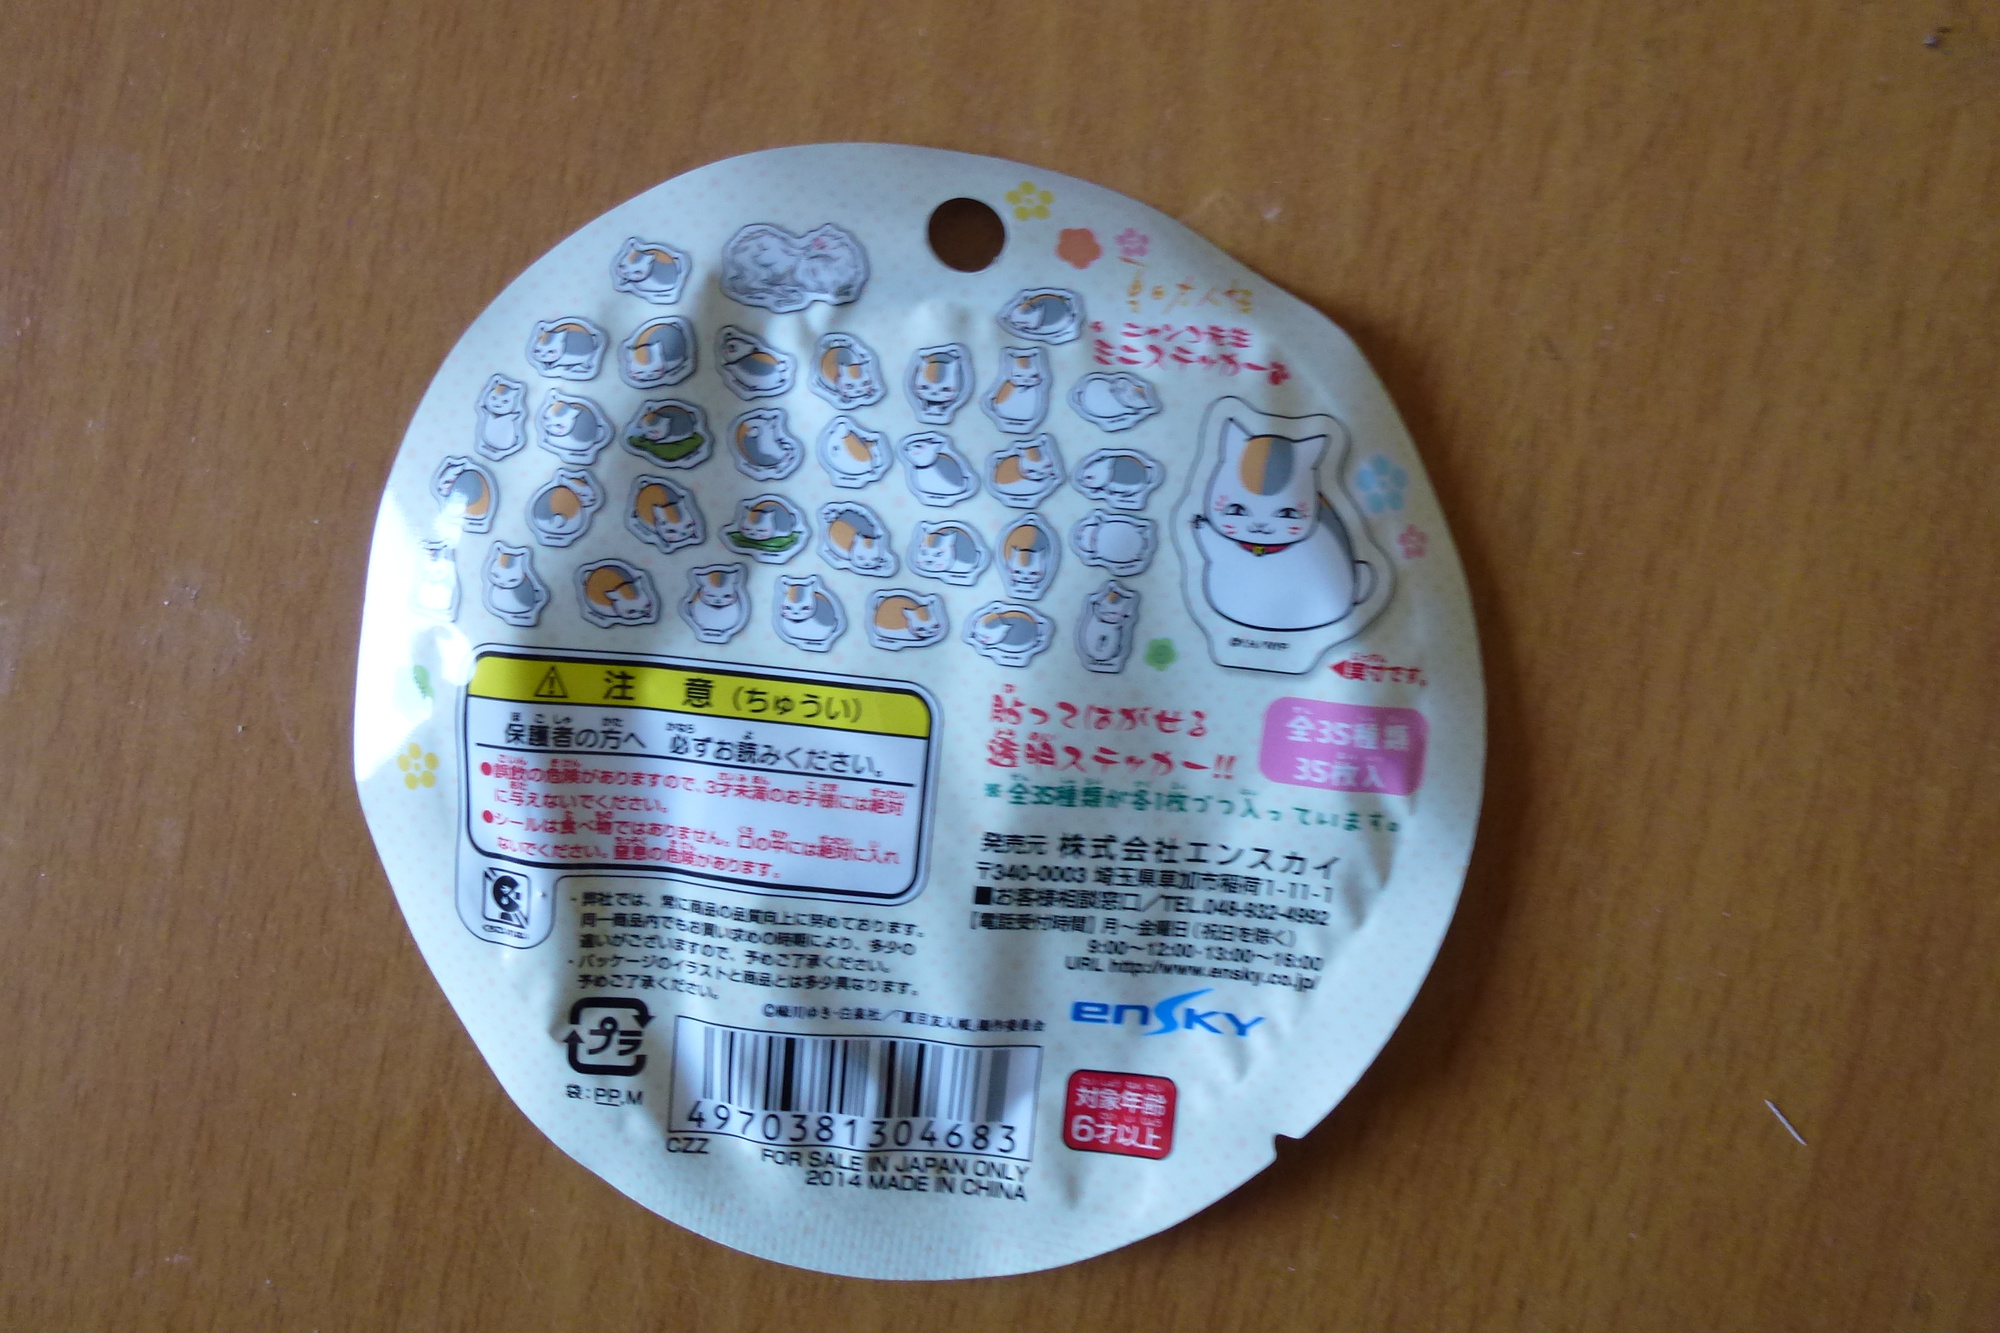 夏目友人帳
ニャンコ先生
ミニステッカー
実寸です。
貼ってはがせる
透明ステッカー!!
全35種類
35枚入
※全35種類が各1枚づつ入っています。
⚠ 注 意（ちゅうい）
保護者の方へ 必ずお読みください。
●誤飲の危険がありますので、3才未満のお子様には絶対
に与えないでください。
●シールは食べ物ではありません。口の中には絶対に入れ
ないでください。窒息の危険があります。
・弊社では、常に商品の品質向上に努めております。
同一商品内でもお買い求めの時期により、多少の
違いがございますので、予めご了承ください。
・パッケージのイラストと商品とは多少異なります。
予めご了承ください。
発売元 株式会社エンスカイ
〒340-0003 埼玉県草加市稲荷1-11-1
■お客様相談窓口／TEL.048-932-4992
[電話受付時間] 月～金曜日（祝日を除く）
9:00～12:00・13:00～16:00
URL http://www.ensky.co.jp/
enSKY
©緑川ゆき・白泉社／「夏目友人帳」製作委員会
プラ
袋：PP,M
4970381304683
CZZ
FOR SALE IN JAPAN ONLY
2014 MADE IN CHINA
対象年齢
6才以上